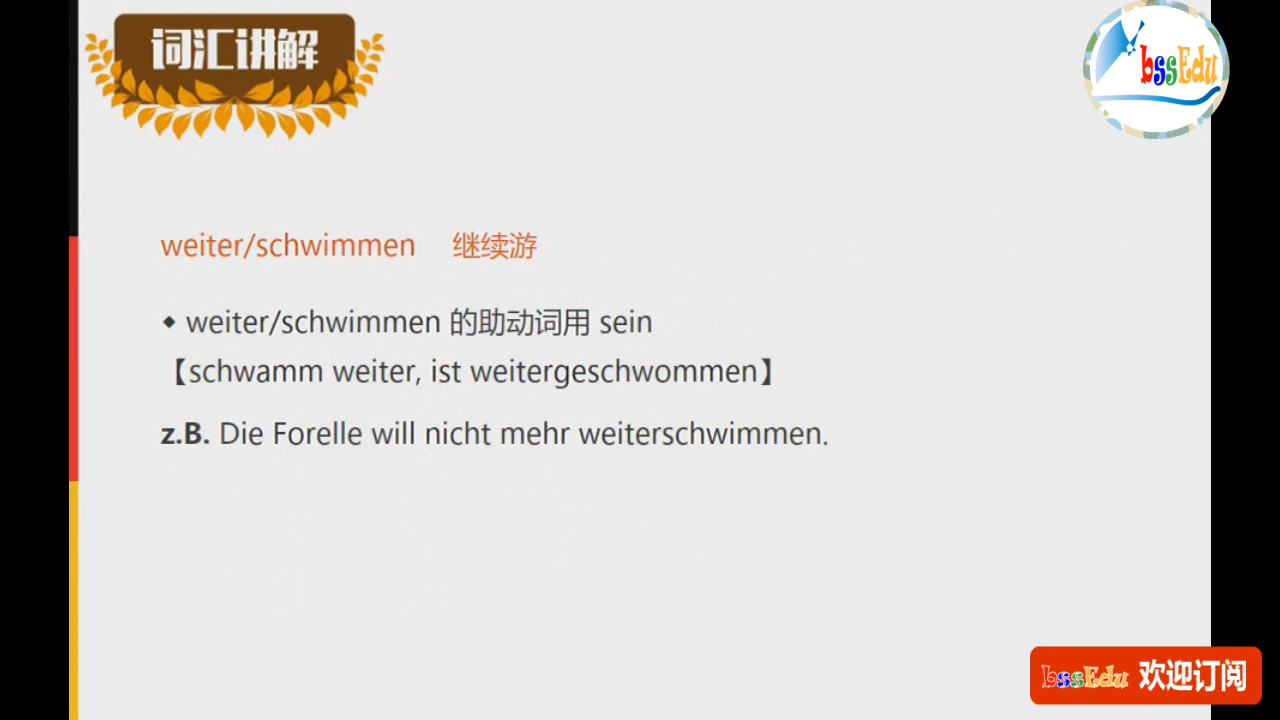 词汇讲解
bssEdu
weiter/schwimmen 继续游
◆ weiter/schwimmen 的助动词用 sein
【schwamm weiter, ist weitergeschwommen】
z.B. Die Forelle will nicht mehr weiterschwimmen.
bssEdu 欢迎订阅